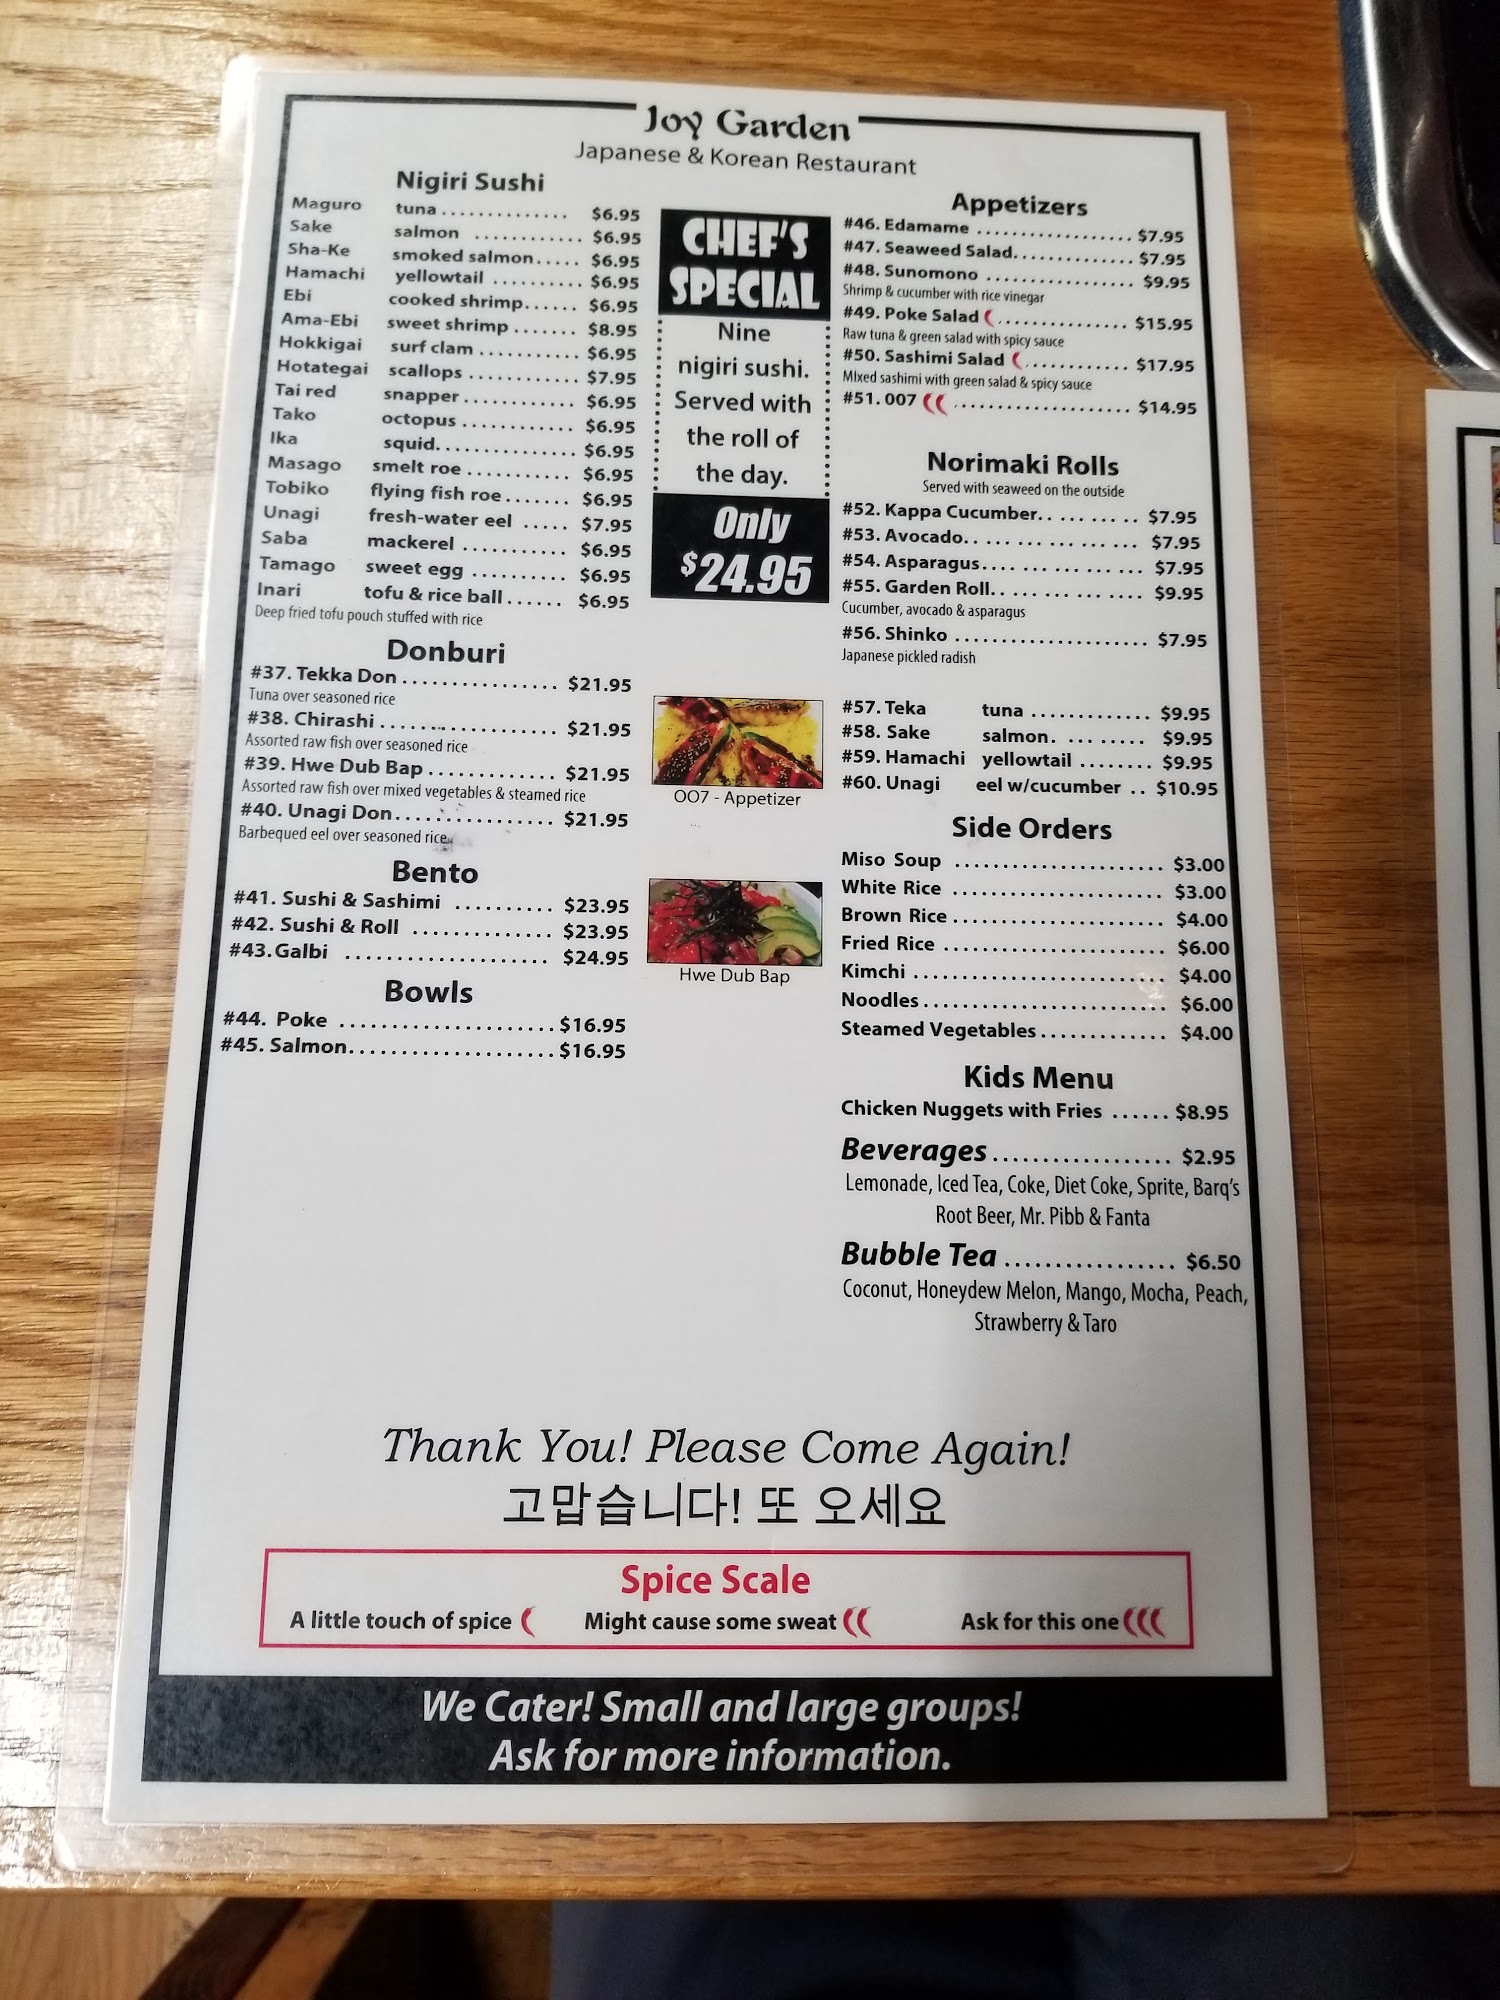 Joy Garden
Japanese & Korean Restaurant
Nigiri Sushi
Maguro tuna .............. $6.95
Sake salmon ............ $6.95
Sha-Ke smoked salmon..... $6.95
Hamachi yellowtail .......... $6.95
Ebi cooked shrimp...... $6.95
Ama-Ebi sweet shrimp ....... $8.95
Hokkigai surf clam ............ $6.95
Hotategai scallops ............ $7.95
Tai red snapper ............ $6.95
Tako octopus ............ $6.95
Ika squid............... $6.95
Masago smelt roe ........... $6.95
Tobiko flying fish roe....... $6.95
Unagi fresh-water eel ..... $7.95
Saba mackerel ........... $6.95
Tamago sweet egg .......... $6.95
Inari tofu & rice ball...... $6.95
Deep fried tofu pouch stuffed with rice
Donburi
#37. Tekka Don ................ $21.95
Tuna over seasoned rice
#38. Chirashi .................. $21.95
Assorted raw fish over seasoned rice
#39. Hwe Dub Bap ............. $21.95
Assorted raw fish over mixed vegetables & steamed rice
#40. Unagi Don................ $21.95
Barbequed eel over seasoned rice
Bento
#41. Sushi & Sashimi .......... $23.95
#42. Sushi & Roll .............. $23.95
#43. Galbi .................... $24.95
Bowls
#44. Poke ...................... $16.95
#45. Salmon..................... $16.95
CHEF'S
SPECIAL
Nine
nigiri sushi.
Served with
the roll of
the day.
Only
$24.95
OO7 - Appetizer
Hwe Dub Bap
Appetizers
#46. Edamame .................. $7.95
#47. Seaweed Salad.............. $7.95
#48. Sunomono ................. $9.95
Shrimp & cucumber with rice vinegar
#49. Poke Salad ............... $15.95
Raw tuna & green salad with spicy sauce
#50. Sashimi Salad ............ $17.95
MIxed sashimi with green salad & spicy sauce
#51. 007 .................... $14.95
Norimaki Rolls
Served with seaweed on the outside
#52. Kappa Cucumber.. ... ... .. $7.95
#53. Avocado.. ... ... ... ... ... $7.95
#54. Asparagus.... ... ... ... ... $7.95
#55. Garden Roll.. ... ... ... ... $9.95
Cucumber, avocado & asparagus
#56. Shinko ...................... $7.95
Japanese pickled radish
#57. Teka tuna ............. $9.95
#58. Sake salmon. ... ...... $9.95
#59. Hamachi yellowtail ........ $9.95
#60. Unagi eel w/cucumber .. $10.95
Side Orders
Miso Soup ....................... $3.00
White Rice ....................... $3.00
Brown Rice ....................... $4.00
Fried Rice ........................ $6.00
Kimchi ........................... $4.00
Noodles .......................... $6.00
Steamed Vegetables ............. $4.00
Kids Menu
Chicken Nuggets with Fries ...... $8.95
Beverages .................. $2.95
Lemonade, Iced Tea, Coke, Diet Coke, Sprite, Barq's
Root Beer, Mr. Pibb & Fanta
Bubble Tea ................. $6.50
Coconut, Honeydew Melon, Mango, Mocha, Peach,
Strawberry & Taro
Thank You! Please Come Again!
고맙습니다! 또 오세요
Spice Scale
A little touch of spice Might cause some sweat Ask for this one
We Cater! Small and large groups!
Ask for more information.